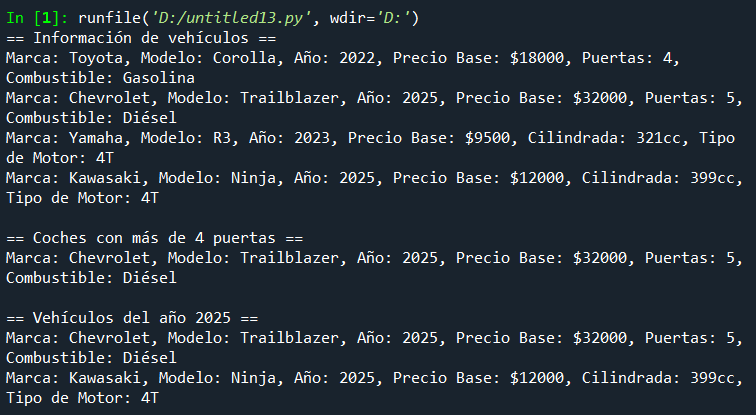 In [1]: runfile('D:/untitled13.py', wdir='D:')
== Información de vehículos ==
Marca: Toyota, Modelo: Corolla, Año: 2022, Precio Base: $18000, Puertas: 4,
Combustible: Gasolina
Marca: Chevrolet, Modelo: Trailblazer, Año: 2025, Precio Base: $32000, Puertas: 5,
Combustible: Diésel
Marca: Yamaha, Modelo: R3, Año: 2023, Precio Base: $9500, Cilindrada: 321cc, Tipo
de Motor: 4T
Marca: Kawasaki, Modelo: Ninja, Año: 2025, Precio Base: $12000, Cilindrada: 399cc,
Tipo de Motor: 4T

== Coches con más de 4 puertas ==
Marca: Chevrolet, Modelo: Trailblazer, Año: 2025, Precio Base: $32000, Puertas: 5,
Combustible: Diésel

== Vehículos del año 2025 ==
Marca: Chevrolet, Modelo: Trailblazer, Año: 2025, Precio Base: $32000, Puertas: 5,
Combustible: Diésel
Marca: Kawasaki, Modelo: Ninja, Año: 2025, Precio Base: $12000, Cilindrada: 399cc,
Tipo de Motor: 4T